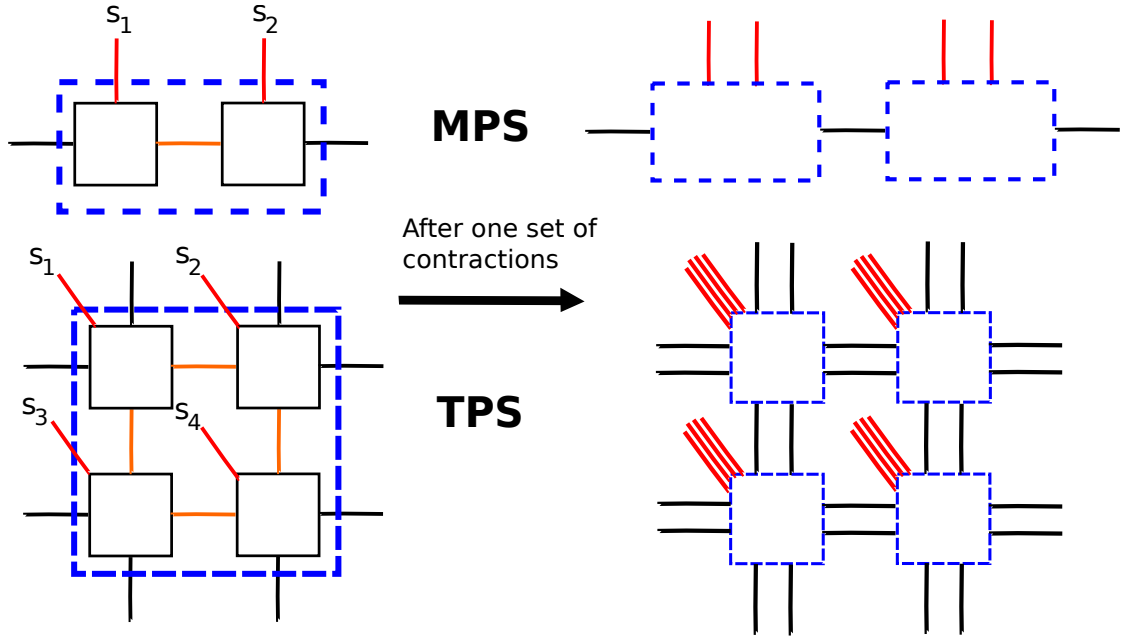 s1
s2
MPS
After one set of
contractions
s1
s2
s3
s4
TPS